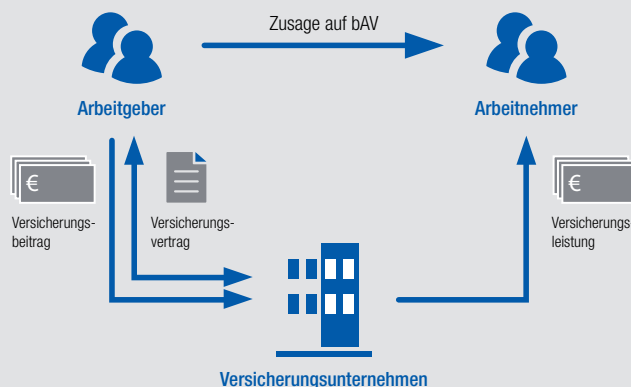 Zusage auf bAV
Arbeitgeber
Arbeitnehmer
€
Versicherungs-
beitrag
Versicherungs-
vertrag
€
Versicherungs
leistung
Versicherungsunternehmen